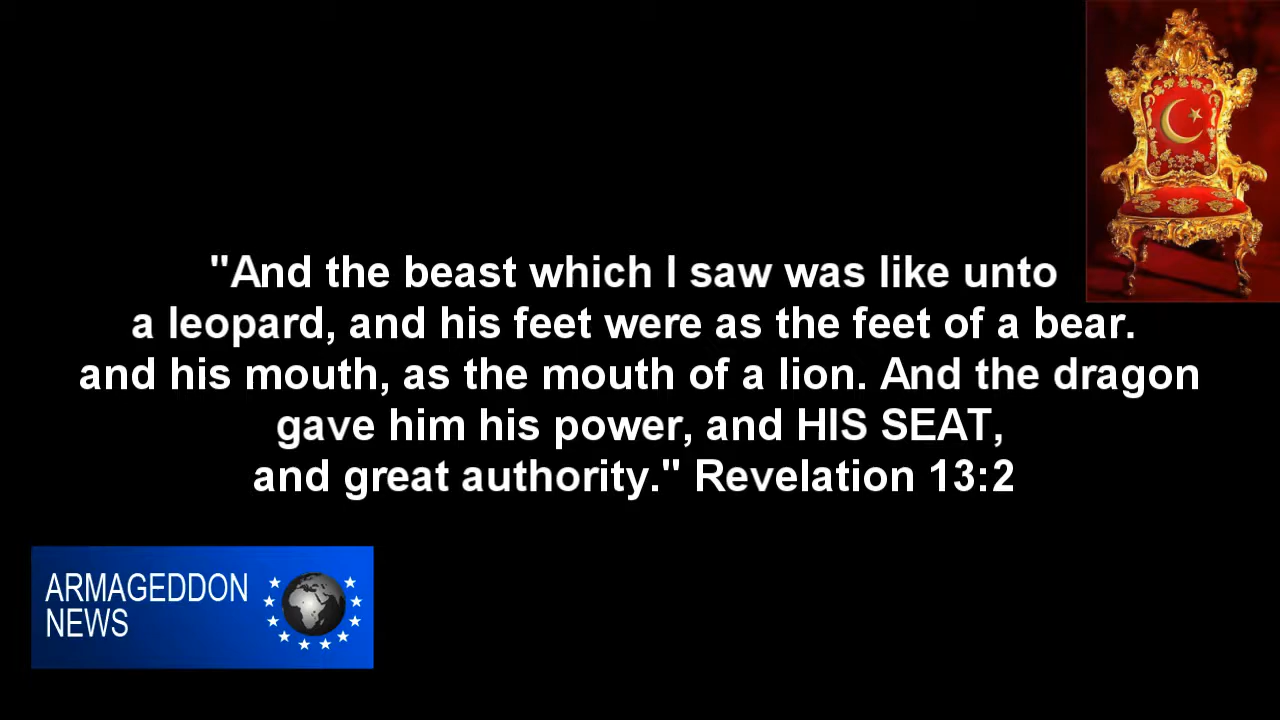 "And the beast which I saw was like unto
a leopard, and his feet were as the feet of a bear.
and his mouth, as the mouth of a lion. And the dragon
gave him his power, and HIS SEAT,
and great authority." Revelation 13:2
ARMAGEDDON
NEWS